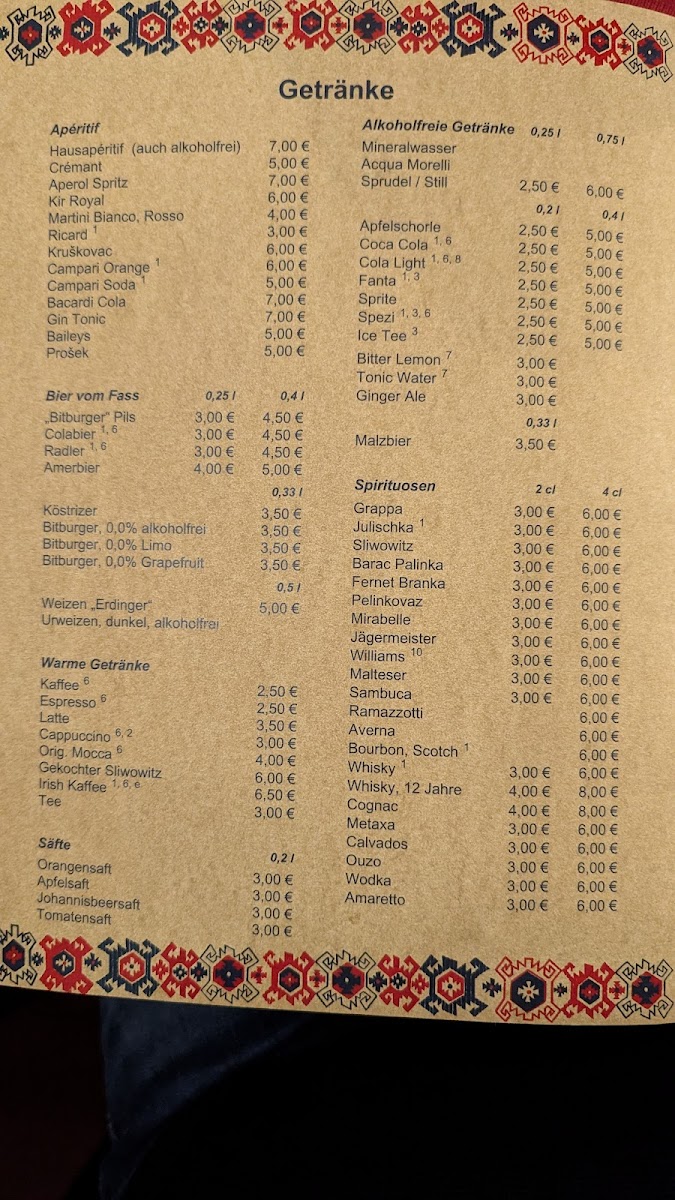 Getränke
Apéritif
Hausapéritif (auch alkoholfrei) 7,00 €
Crémant 5,00 €
Aperol Spritz 7,00 €
Kir Royal 6,00 €
Martini Bianco, Rosso 4,00 €
Ricard 1 3,00 €
Kruškovac 6,00 €
Campari Orange 1 6,00 €
Campari Soda 1 5,00 €
Bacardi Cola 7,00 €
Gin Tonic 7,00 €
Baileys 5,00 €
Prošek 5,00 €
Bier vom Fass 0,25 l 0,4 l
„Bitburger" Pils 3,00 € 4,50 €
Colabier 1, 6 3,00 € 4,50 €
Radler 1, 6 3,00 € 4,50 €
Amerbier 4,00 € 5,00 €
0,33 l
Köstrizer 3,50 €
Bitburger, 0,0% alkoholfrei 3,50 €
Bitburger, 0,0% Limo 3,50 €
Bitburger, 0,0% Grapefruit 3,50 €
0,5 l
Weizen „Erdinger" 5,00 €
Urweizen, dunkel, alkoholfrei
Warme Getränke
Kaffee 6 2,50 €
Espresso 6 2,50 €
Latte 3,50 €
Cappuccino 6, 2 3,00 €
Orig. Mocca 6 4,00 €
Gekochter Sliwowitz 6,00 €
Irish Kaffee 1, 6, e 6,50 €
Tee 3,00 €
Säfte 0,2 l
Orangensaft 3,00 €
Apfelsaft 3,00 €
Johannisbeersaft 3,00 €
Tomatensaft 3,00 €
Alkoholfreie Getränke 0,25 l 0,75 l
Mineralwasser
Acqua Morelli
Sprudel / Still 2,50 € 6,00 €
0,2 l 0,4 l
Apfelschorle 2,50 € 5,00 €
Coca Cola 1, 6 2,50 € 5,00 €
Cola Light 1, 6, 8 2,50 € 5,00 €
Fanta 1, 3 2,50 € 5,00 €
Sprite 2,50 € 5,00 €
Spezi 1, 3, 6 2,50 € 5,00 €
Ice Tee 3 2,50 € 5,00 €
Bitter Lemon 7 3,00 €
Tonic Water 7 3,00 €
Ginger Ale 3,00 €
0,33 l
Malzbier 3,50 €
Spirituosen 2 cl 4 cl
Grappa 3,00 € 6,00 €
Julischka 1 3,00 € 6,00 €
Sliwowitz 3,00 € 6,00 €
Barac Palinka 3,00 € 6,00 €
Fernet Branka 3,00 € 6,00 €
Pelinkovaz 3,00 € 6,00 €
Mirabelle 3,00 € 6,00 €
Jägermeister 3,00 € 6,00 €
Williams 10 3,00 € 6,00 €
Malteser 3,00 € 6,00 €
Sambuca 3,00 € 6,00 €
Ramazzotti 6,00 €
Averna 6,00 €
Bourbon, Scotch 1 6,00 €
Whisky 1 3,00 € 6,00 €
Whisky, 12 Jahre 4,00 € 8,00 €
Cognac 4,00 € 8,00 €
Metaxa 3,00 € 6,00 €
Calvados 3,00 € 6,00 €
Ouzo 3,00 € 6,00 €
Wodka 3,00 € 6,00 €
Amaretto 3,00 € 6,00 €